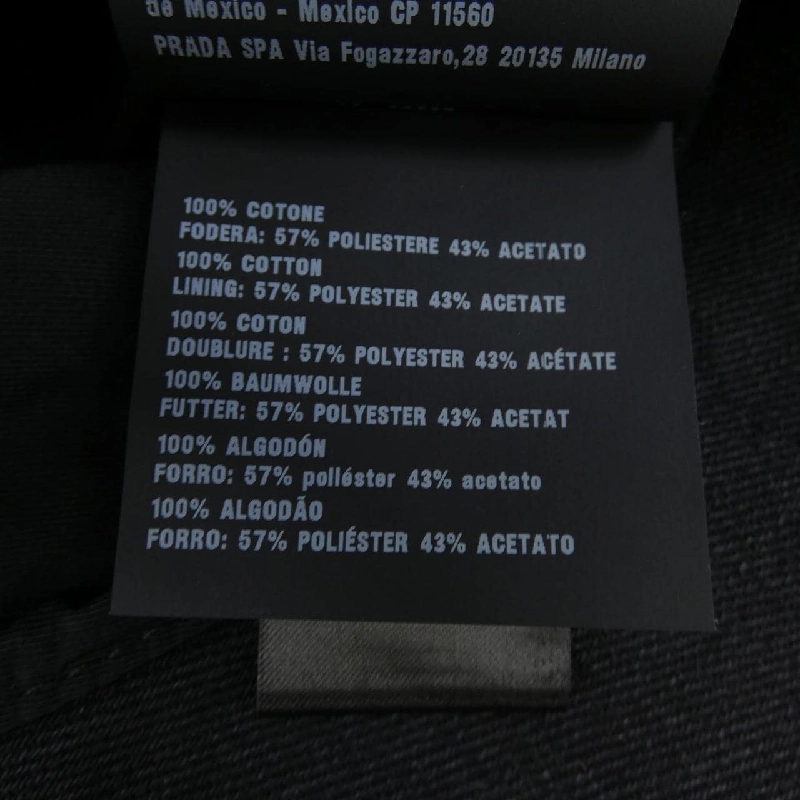 de Mexico - Mexico CP 11560
PRADA SPA Via Fogazzaro,28 20135 Milano
100% COTONE
FODERA: 57% POLIESTERE 43% ACETATO
100% COTTON
LINING: 57% POLYESTER 43% ACETATE
100% COTON
DOUBLURE : 57% POLYESTER 43% ACÉTATE
100% BAUMWOLLE
FUTTER: 57% POLYESTER 43% ACETAT
100% ALGODÓN
FORRO: 57% poliéster 43% acetato
100% ALGODÃO
FORRO: 57% POLIÉSTER 43% ACETATO